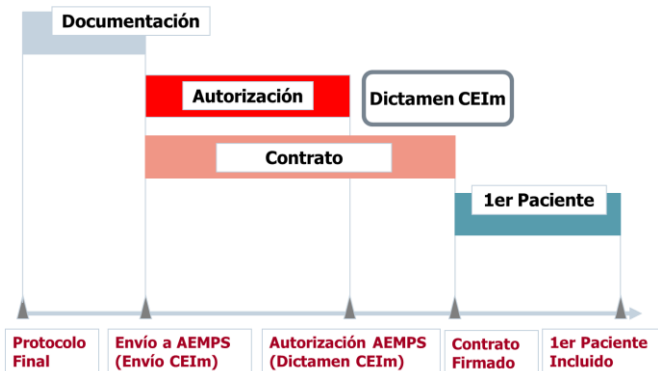 Documentación
Autorización
Dictamen CEIm
Contrato
1er Paciente
Protocolo
Final
Envío a AEMPS
(Envío CEIm)
Autorización AEMPS
(Dictamen CEIm)
Contrato
Firmado
1er Paciente
Incluido